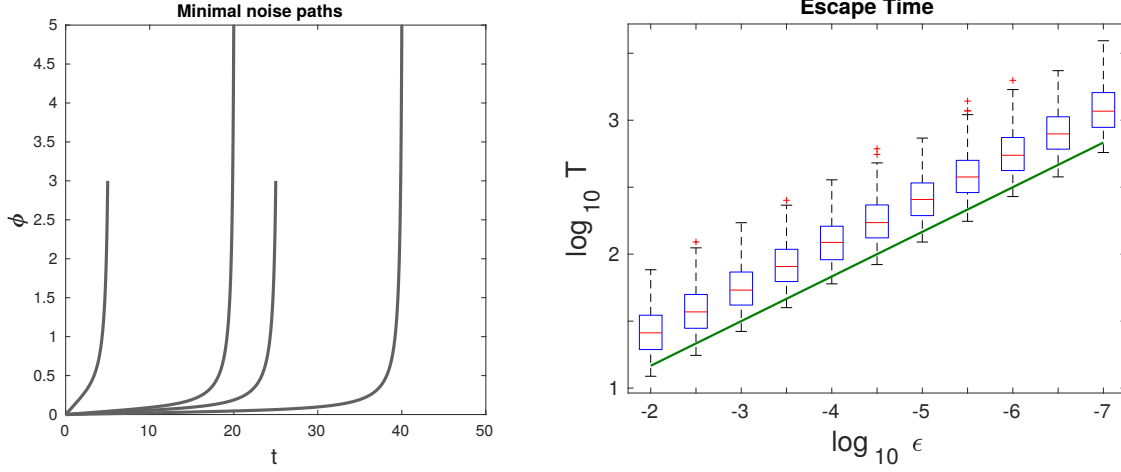 Minimal noise paths
5
4.5
4
3.5
3
2.5
2
1.5
1
0.5
0
ϕ
0 10 20 30 40 50
t
Escape Time
3
2
1
log 10 T
-2 -3 -4 -5 -6 -7
log 10 ϵ